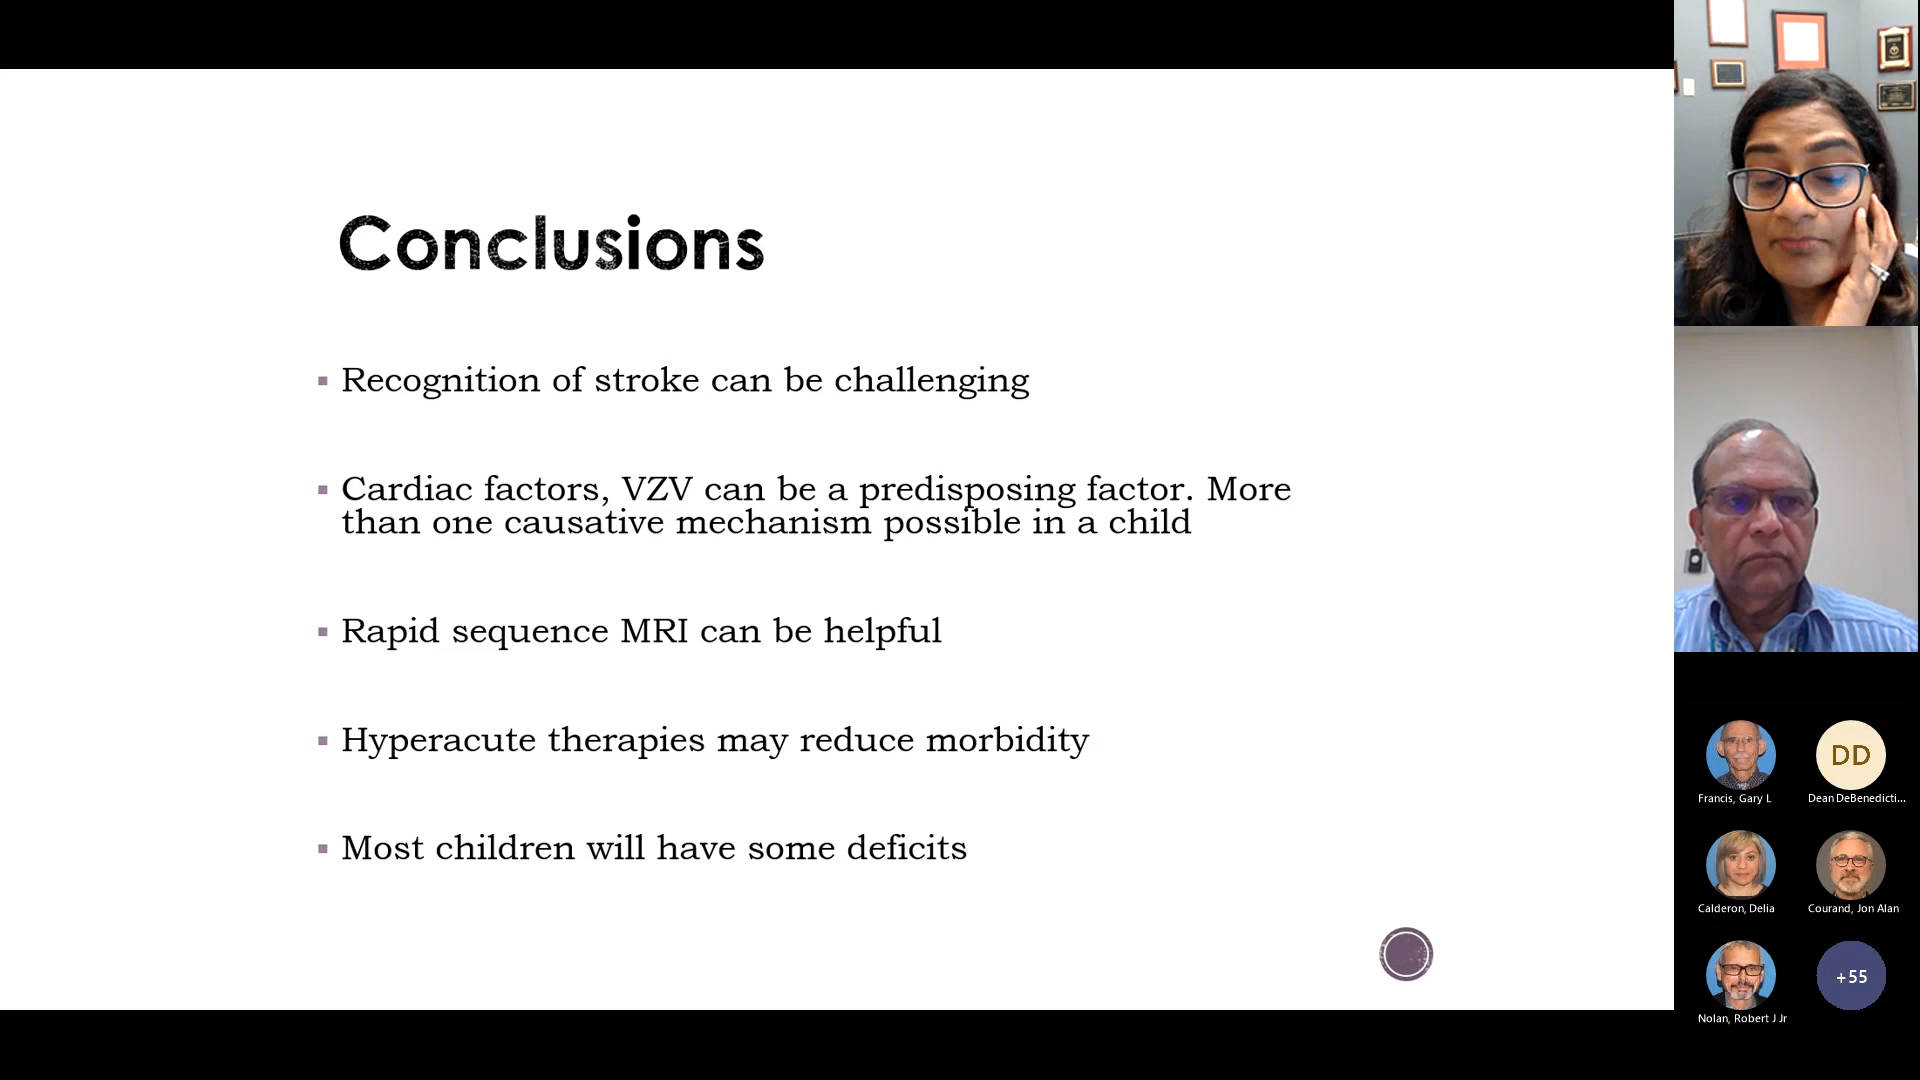 Conclusions
▪ Recognition of stroke can be challenging
▪ Cardiac factors, VZV can be a predisposing factor. More
than one causative mechanism possible in a child
▪ Rapid sequence MRI can be helpful
▪ Hyperacute therapies may reduce morbidity
▪ Most children will have some deficits
DD
Francis, Gary L
Dean DeBenedicti...
Calderon, Delia
Courand, Jon Alan
+55
Nolan, Robert J Jr